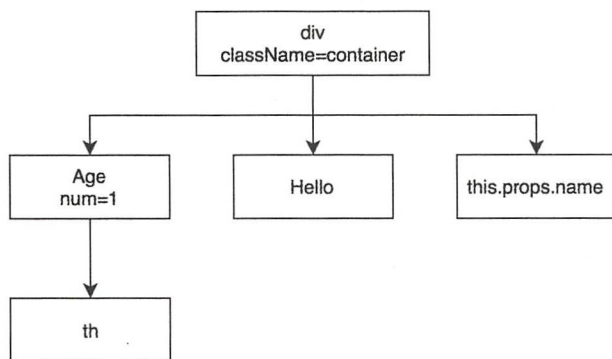 div
className=container
Age
num=1
Hello
this.props.name
th